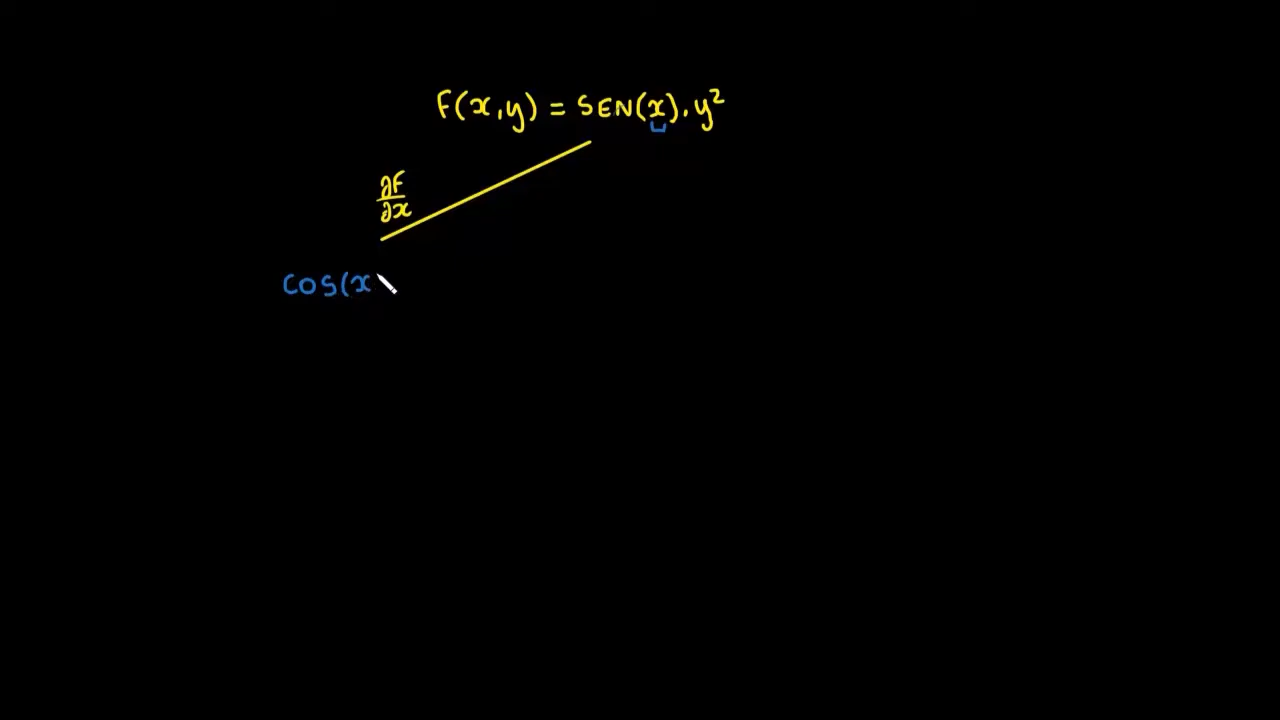 F(x,y) = SEN(x).y²
∂F/∂x
COS(x